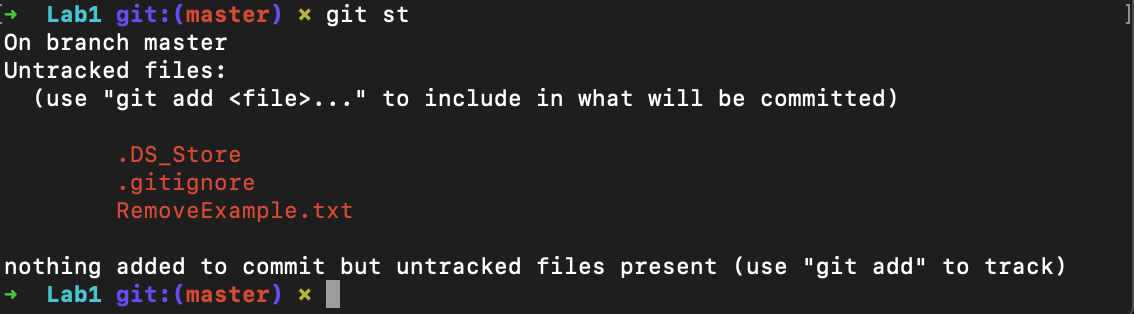 ➜ Lab1 git:(master) ✗ git st
On branch master
Untracked files:
(use "git add <file>..." to include in what will be committed)
.DS_Store
.gitignore
RemoveExample.txt
nothing added to commit but untracked files present (use "git add" to track)
➜ Lab1 git:(master) ✗